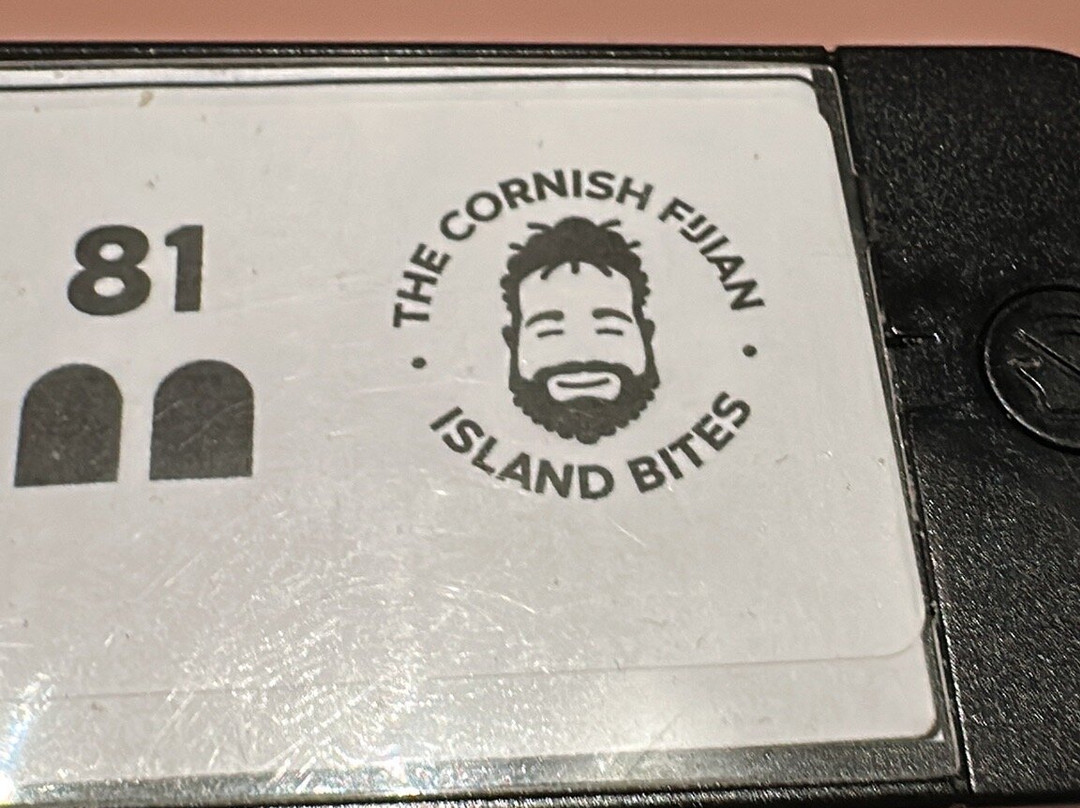 81
THE CORNISH FIJIAN
ISLAND BITES